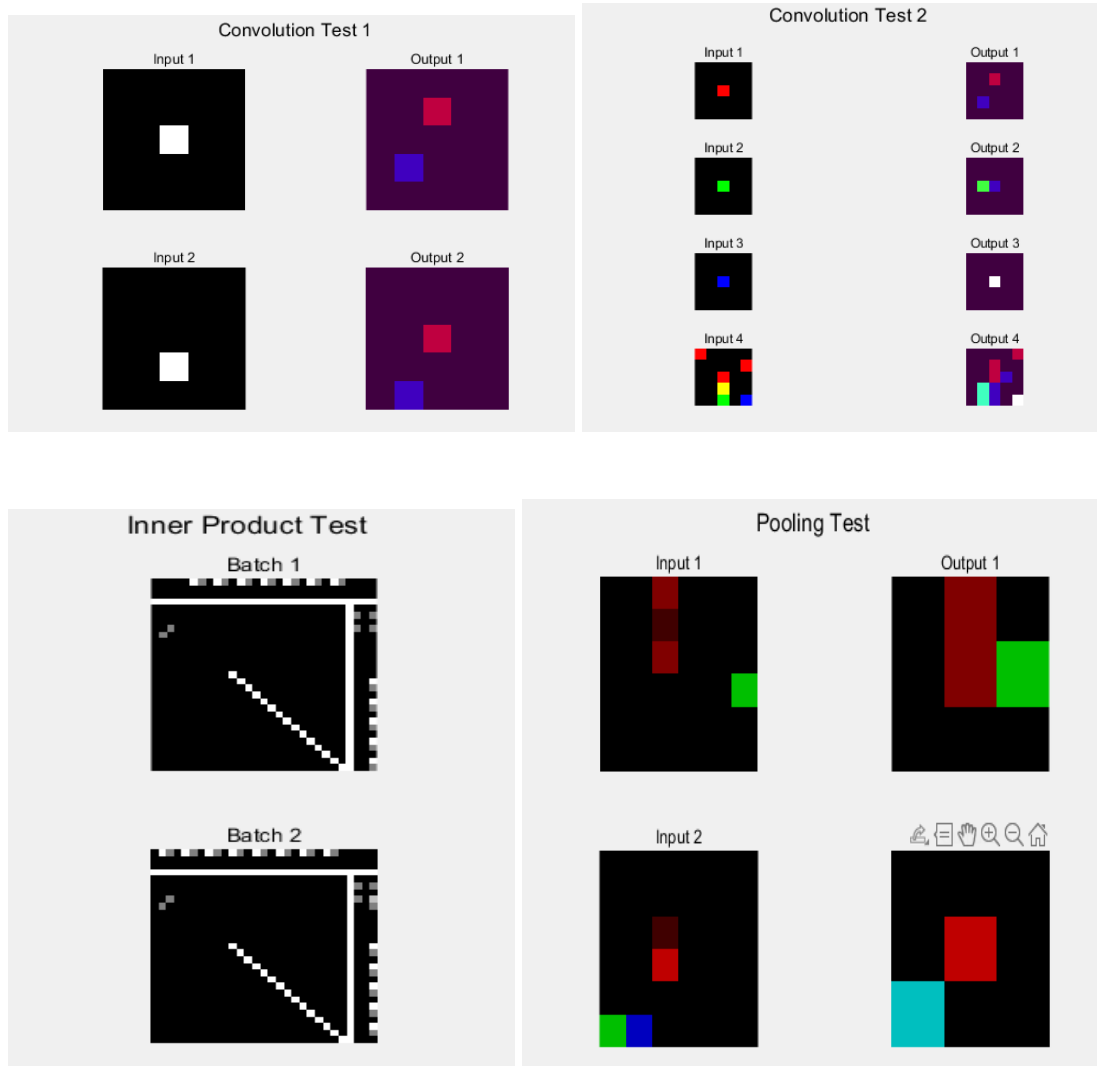 Convolution Test 1
Input 1
Output 1
Input 2
Output 2
Convolution Test 2
Input 1
Output 1
Input 2
Output 2
Input 3
Output 3
Input 4
Output 4
Inner Product Test
Batch 1
Batch 2
Pooling Test
Input 1
Output 1
Input 2